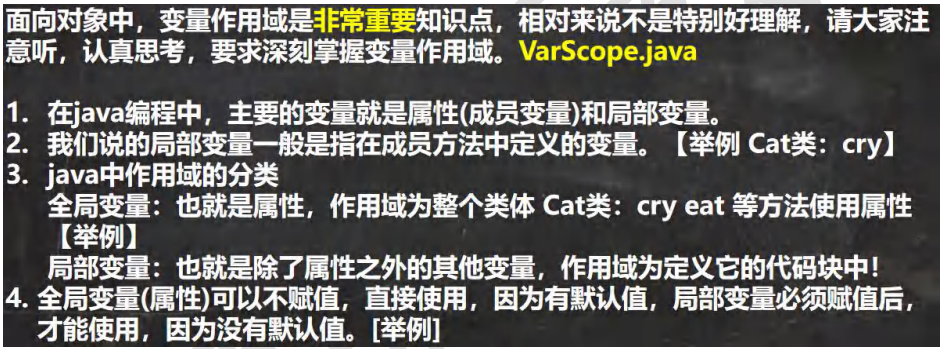 面向对象中，变量作用域是非常重要知识点，相对来说不是特别好理解，请大家注
意听，认真思考，要求深刻掌握变量作用域。VarScope.java
1. 在java编程中，主要的变量就是属性(成员变量)和局部变量。
2. 我们说的局部变量一般是指在成员方法中定义的变量。【举例 Cat类：cry】
3. java中作用域的分类
全局变量：也就是属性，作用域为整个类体 Cat类：cry eat 等方法使用属性
【举例】
局部变量：也就是除了属性之外的其他变量，作用域为定义它的代码块中！
4. 全局变量(属性)可以不赋值，直接使用，因为有默认值，局部变量必须赋值后，
才能使用，因为没有默认值。[举例]